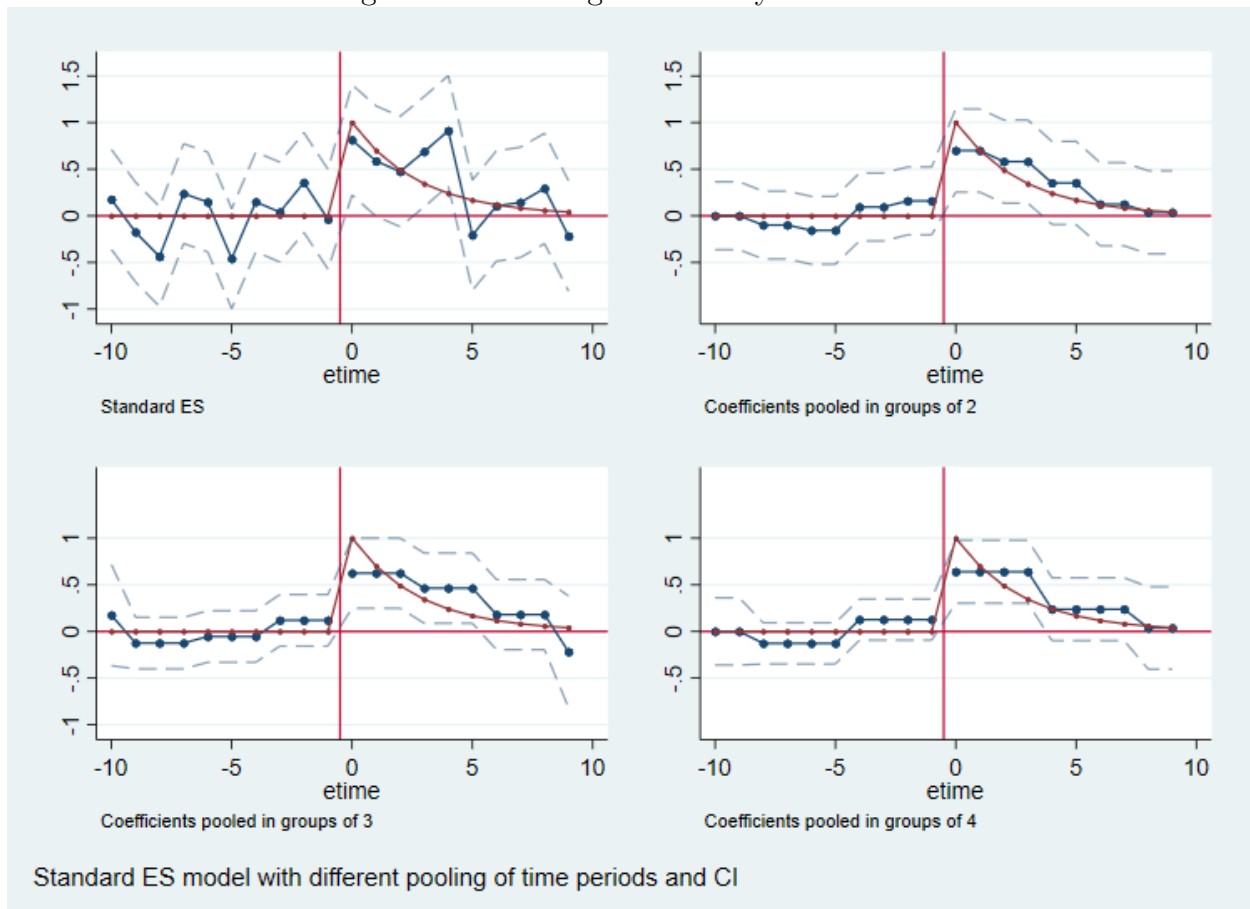 1.5
1
.5
0
-.5
-1
-10 -5 0 5 10
etime
Standard ES
1.5
1
.5
0
-.5
-10 -5 0 5 10
etime
Coefficients pooled in groups of 2
1
.5
0
-.5
-1
-10 -5 0 5 10
etime
Coefficients pooled in groups of 3
1
.5
0
-.5
-10 -5 0 5 10
etime
Coefficients pooled in groups of 4
Standard ES model with different pooling of time periods and CI